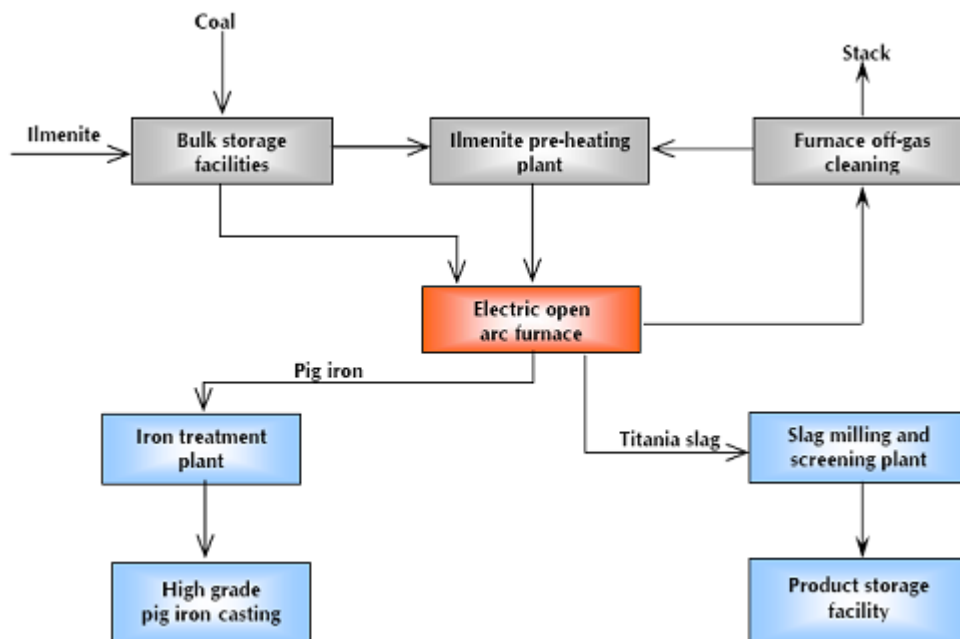 Coal
Stack
Ilmenite
Bulk storage
facilities
Ilmenite pre-heating
plant
Furnace off-gas
cleaning
Electric open
arc furnace
Pig iron
Iron treatment
plant
Titania slag
Slag milling and
screening plant
High grade
pig iron casting
Product storage
facility